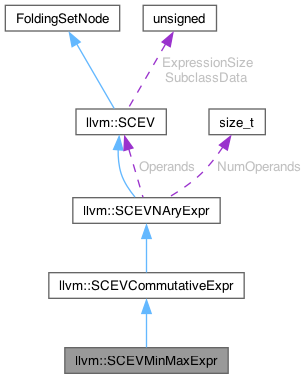 FoldingSetNode
unsigned
ExpressionSize
SubclassData
llvm::SCEV
size_t
Operands
NumOperands
llvm::SCEVNAryExpr
llvm::SCEVCommutativeExpr
llvm::SCEVMinMaxExpr